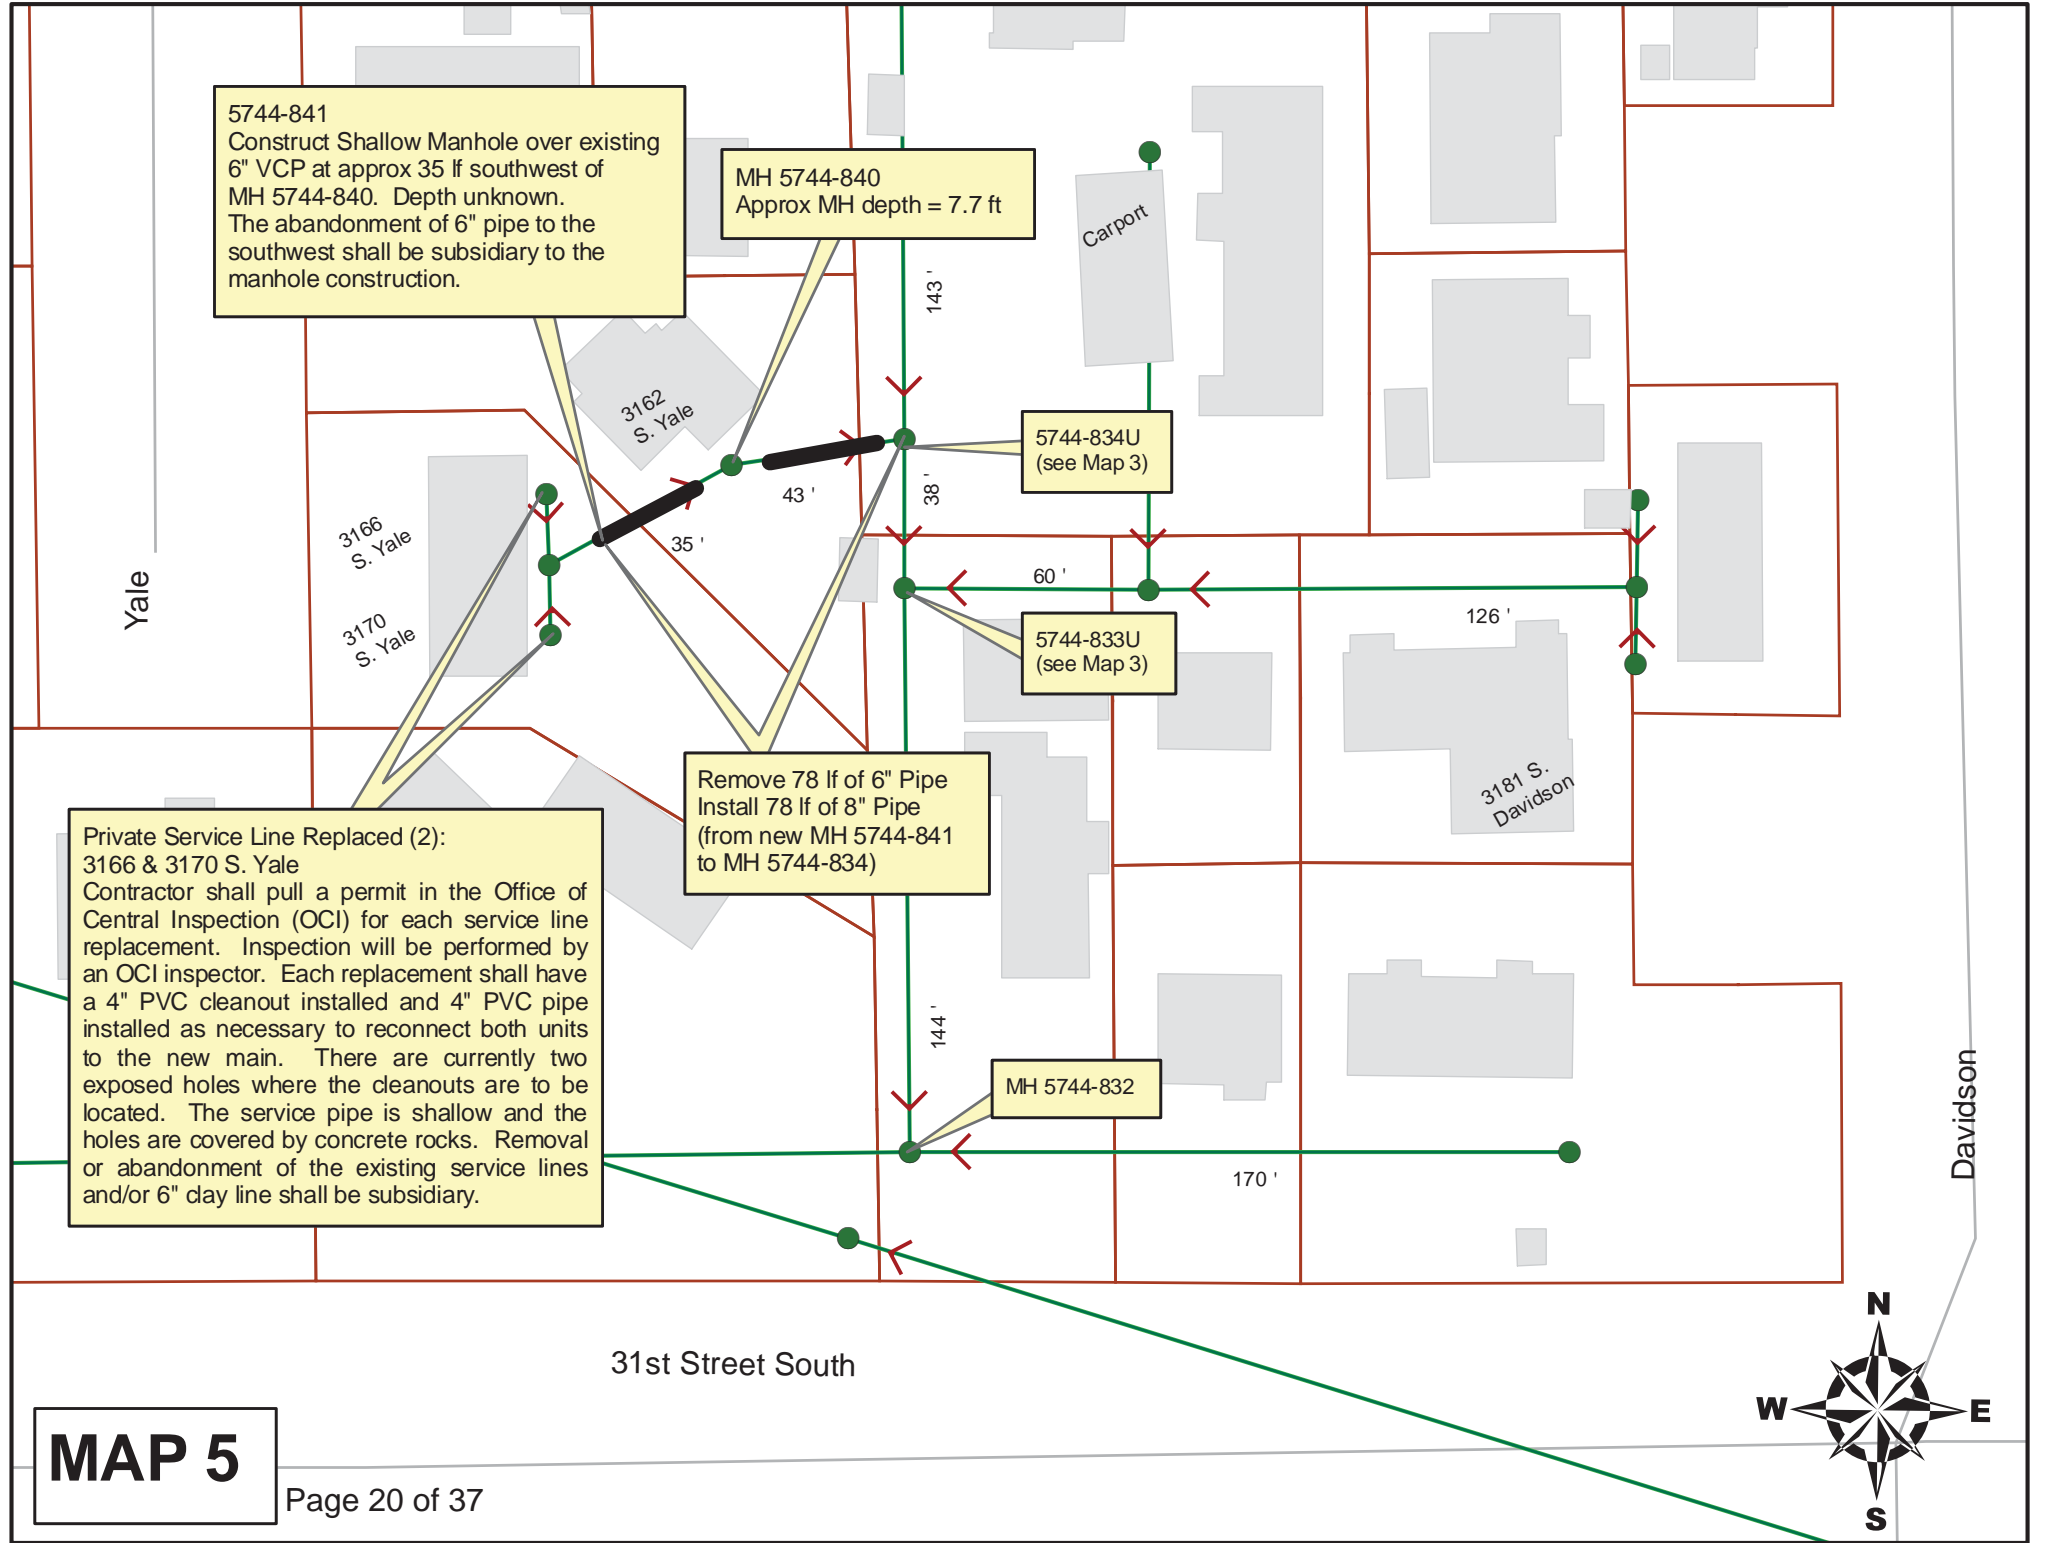 5744-841
Construct Shallow Manhole over existing
6" VCP at approx 35 lf southwest of
MH 5744-840. Depth unknown.
The abandonment of 6" pipe to the
southwest shall be subsidiary to the
manhole construction.
MH 5744-840
Approx MH depth = 7.7 ft
Carport
143 '
3162
S. Yale
5744-834U
(see Map 3)
43 '
38 '
3166
S. Yale
35 '
Yale
60 '
126 '
3170
S. Yale
5744-833U
(see Map 3)
Remove 78 lf of 6" Pipe
Install 78 lf of 8" Pipe
(from new MH 5744-841
to MH 5744-834)
3181 S.
Davidson
Private Service Line Replaced (2):
3166 & 3170 S. Yale
Contractor shall pull a permit in the Office of
Central Inspection (OCI) for each service line
replacement. Inspection will be performed by
an OCI inspector. Each replacement shall have
a 4" PVC cleanout installed and 4" PVC pipe
installed as necessary to reconnect both units
to the new main. There are currently two
exposed holes where the cleanouts are to be
located. The service pipe is shallow and the
holes are covered by concrete rocks. Removal
or abandonment of the existing service lines
and/or 6" clay line shall be subsidiary.
144 '
MH 5744-832
170 '
Davidson
31st Street South
N
W
E
S
MAP 5
Page 20 of 37